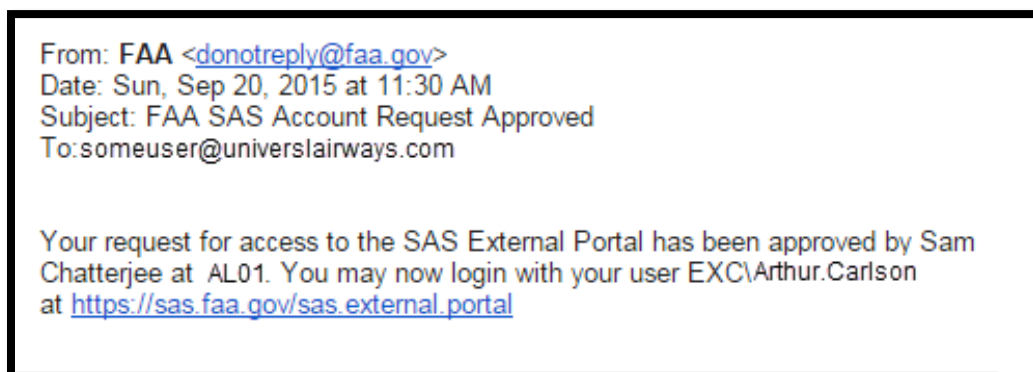 From: FAA <donotreply@faa.gov>
Date: Sun, Sep 20, 2015 at 11:30 AM
Subject: FAA SAS Account Request Approved
To:someuser@universlairways.com
Your request for access to the SAS External Portal has been approved by Sam
Chatterjee at AL01. You may now login with your user EXC\Arthur.Carlson
at https://sas.faa.gov/sas.external.portal